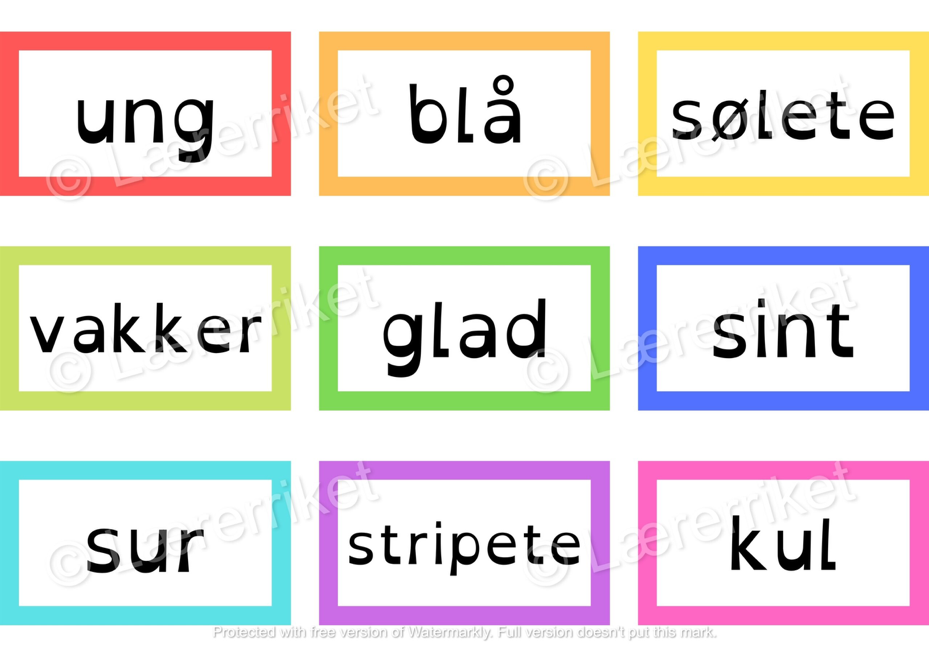 ung
blå
sølete
vakker
glad
sint
sur
stripete
kul
© Lærerriket
© Lærerriket
© Lærerriket
© Lærerriket
© Lærerriket
© Lærerriket
Protected with free version of Watermarkly. Full version doesn't put this mark.